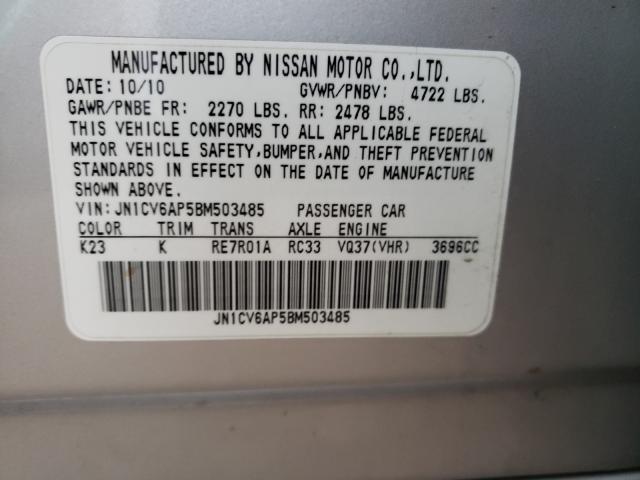 MANUFACTURED BY NISSAN MOTOR CO.,LTD.
DATE: 10/10 GVWR/PNBV: 4722 LBS.
GAWR/PNBE FR: 2270 LBS. RR: 2478 LBS.
THIS VEHICLE CONFORMS TO ALL APPLICABLE FEDERAL
MOTOR VEHICLE SAFETY,BUMPER,AND THEFT PREVENTION
STANDARDS IN EFFECT ON THE DATE OF MANUFACTURE
SHOWN ABOVE.
VIN: JN1CV6AP5BM503485 PASSENGER CAR
COLOR TRIM TRANS AXLE ENGINE
K23 K RE7R01A RC33 VQ37(VHR) 3696CC
JN1CV6AP5BM503485